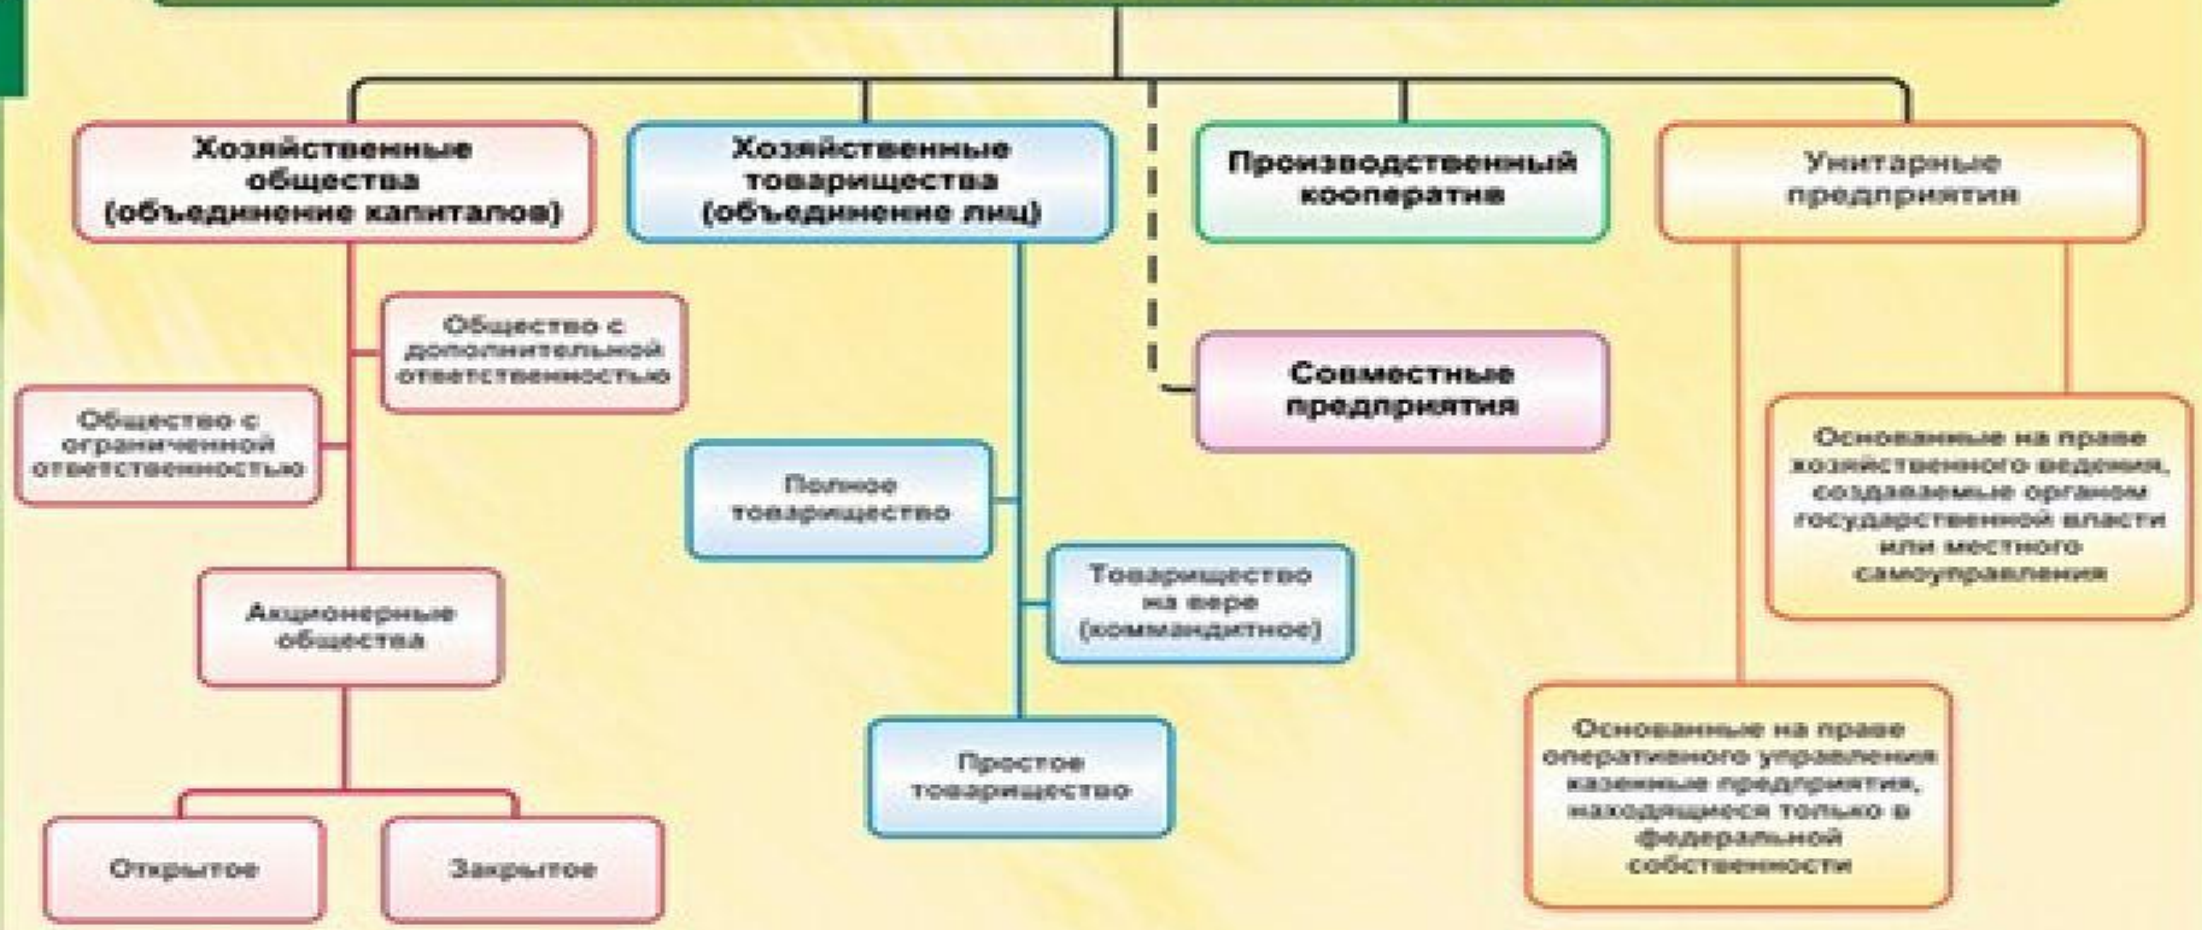 Хозяйственные
общества
(объединение капиталов)
Хозяйственные
товарищества
(объединение лиц)
Производственный
кооператив
Унитарные
предприятия
Общество с
дополнительной
ответственностью
Общество с
ограниченной
ответственностью
Совместные
предприятия
Полное
товарищество
Товарищество
на вере
(коммандитное)
Основанные на праве
хозяйственного ведения,
создаваемые органом
государственной власти
или местного
самоуправления
Акционерные
общества
Простое
товарищество
Основанные на праве
оперативного управления
казенные предприятия,
находящиеся только в
федеральной
собственности
Открытое
Закрытое